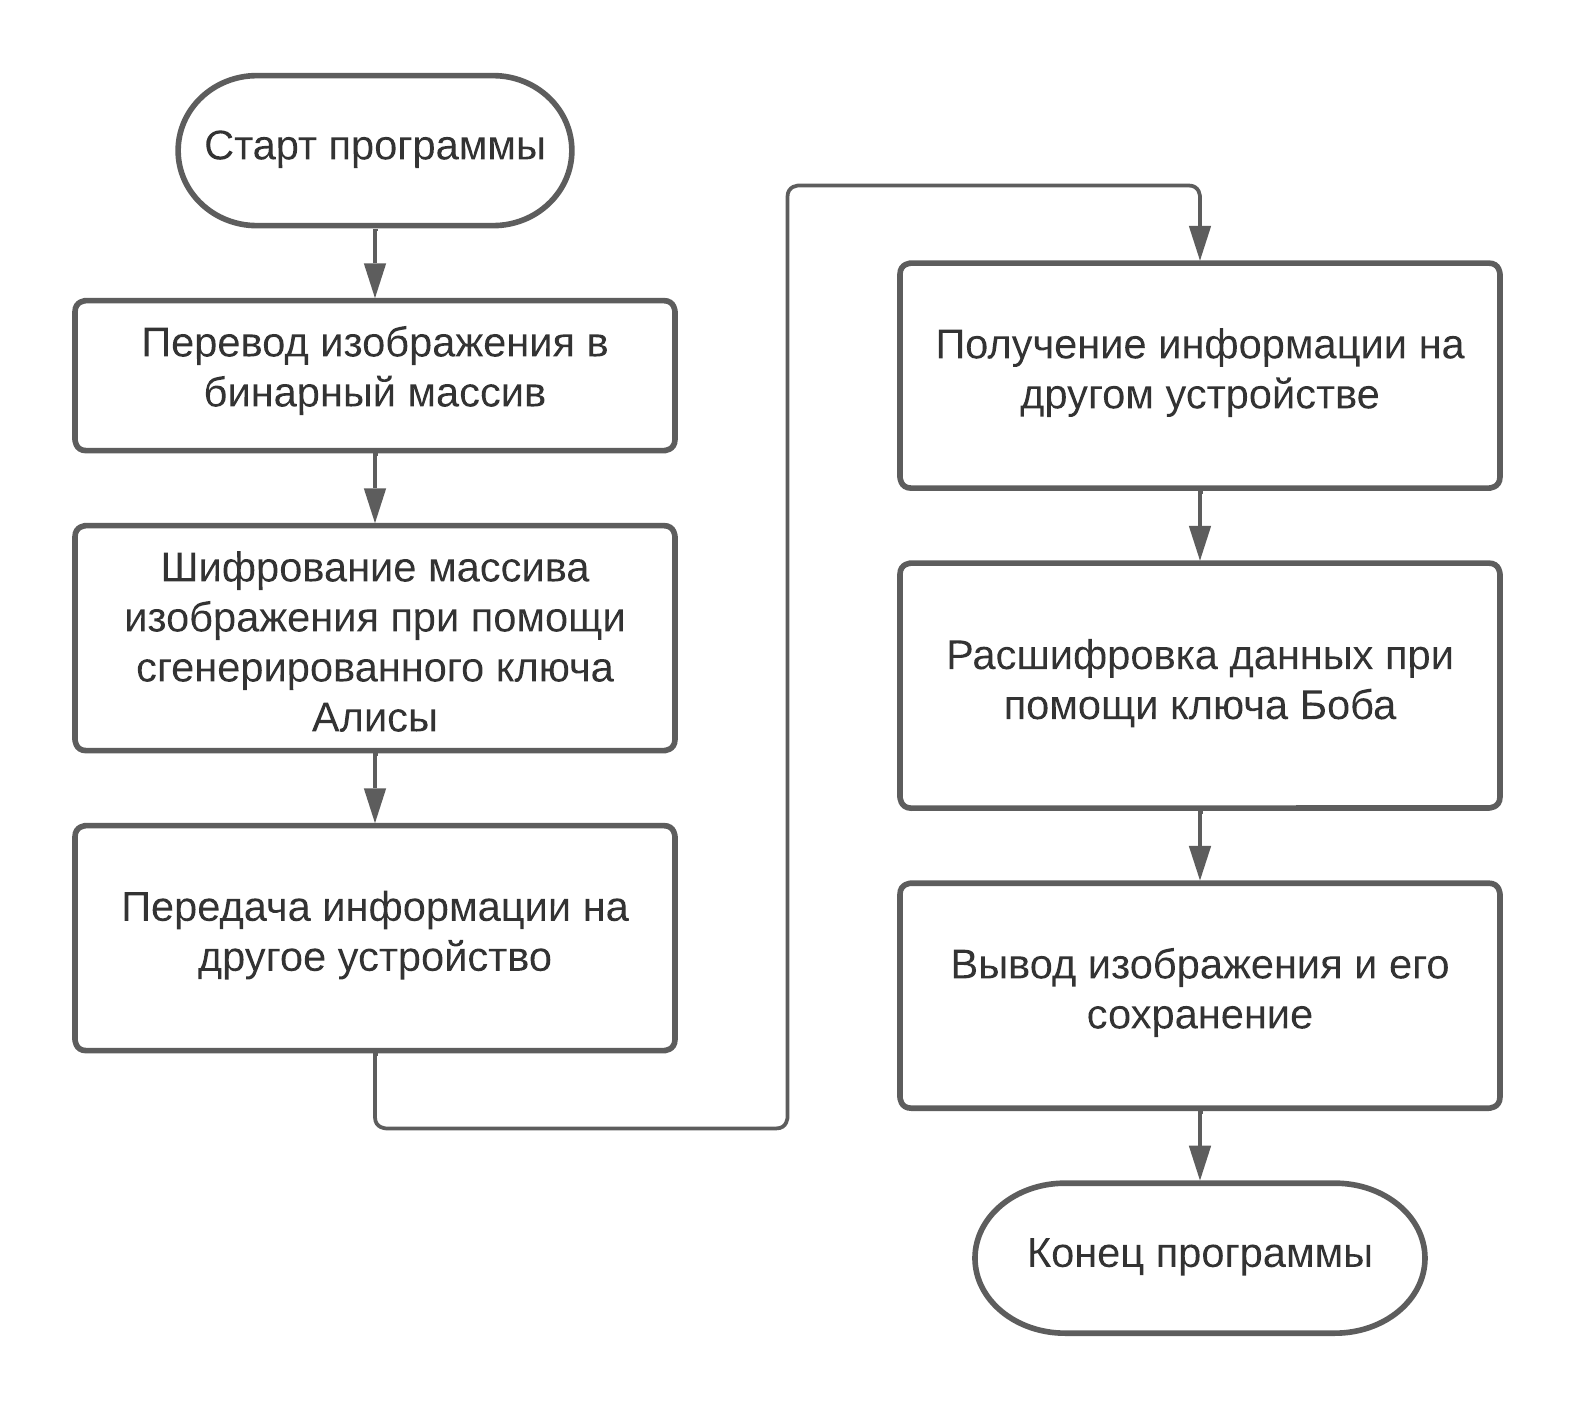 Старт программы
Перевод изображения в
бинарный массив
Шифрование массива
изображения при помощи
сгенерированного ключа
Алисы
Передача информации на
другое устройство
Получение информации на
другом устройстве
Расшифровка данных при
помощи ключа Боба
Вывод изображения и его
сохранение
Конец программы